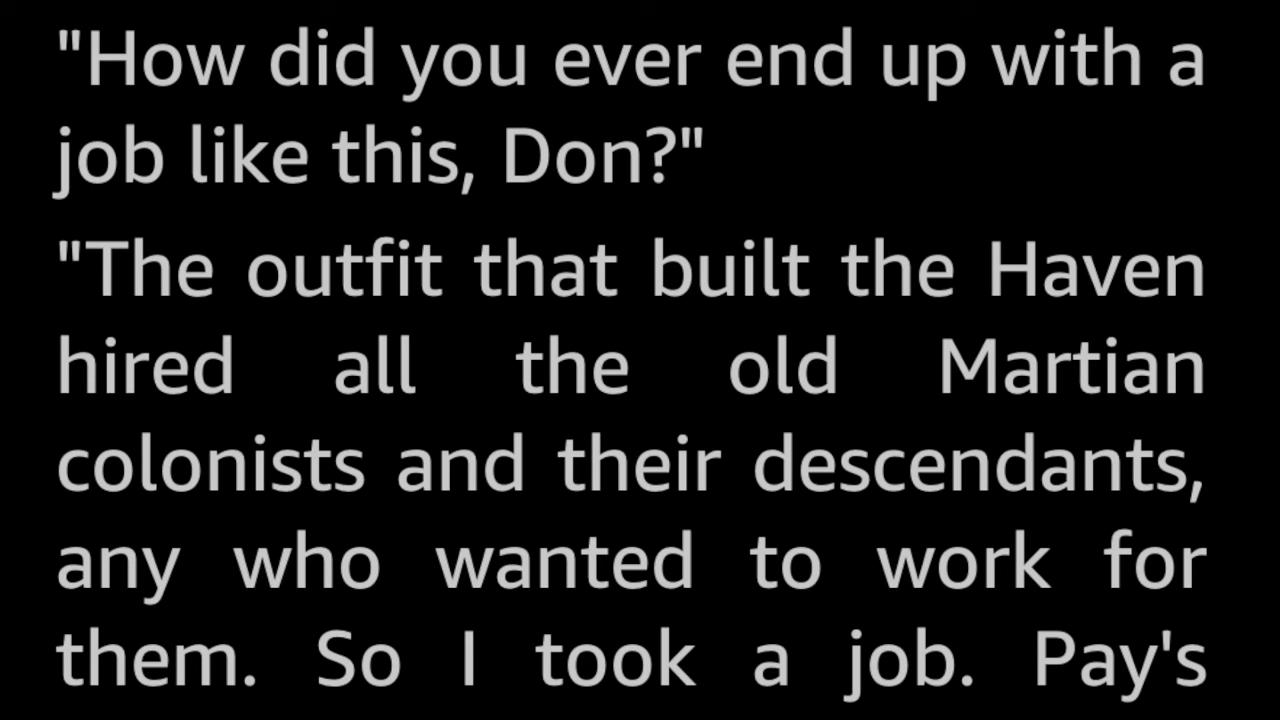 "How did you ever end up with a
job like this, Don?"
"The outfit that built the Haven
hired all the old Martian
colonists and their descendants,
any who wanted to work for
them. So I took a job. Pay's